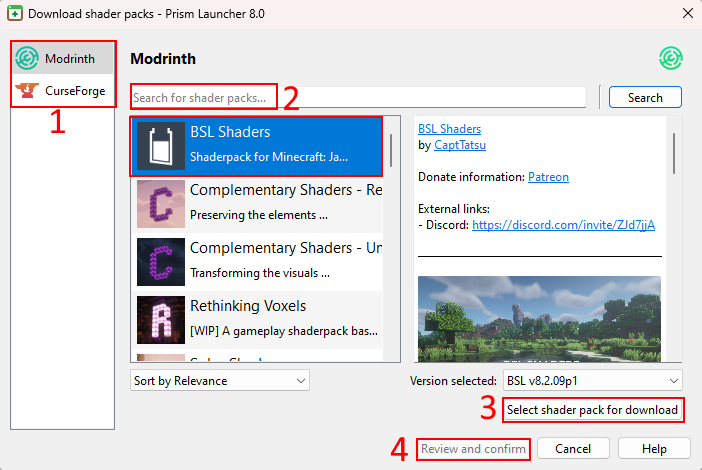 Download shader packs - Prism Launcher 8.0
Modrinth
CurseForge
1
Modrinth
Search for shader packs...
2
Search
BSL Shaders
Shaderpack for Minecraft: Ja...
Complementary Shaders - Re
Preserving the elements ...
Complementary Shaders - Un
Transforming the visuals ...
Rethinking Voxels
[WIP] A gameplay shaderpack bas...
BSL Shaders
by CaptTatsu
Donate information: Patreon
External links:
- Discord: https://discord.com/invite/ZJd7jjA
Sort by Relevance
Version selected:
BSL v8.2.09p1
3
Select shader pack for download
4
Review and confirm
Cancel
Help